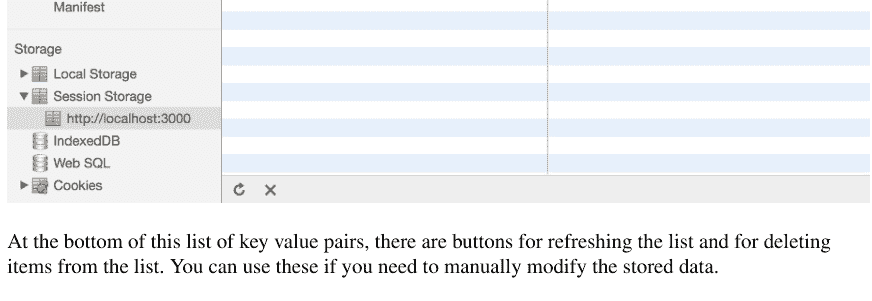 Manifest
Storage
Local Storage
Session Storage
http://localhost:3000
IndexedDB
Web SQL
Cookies
At the bottom of this list of key value pairs, there are buttons for refreshing the list and for deleting
items from the list. You can use these if you need to manually modify the stored data.